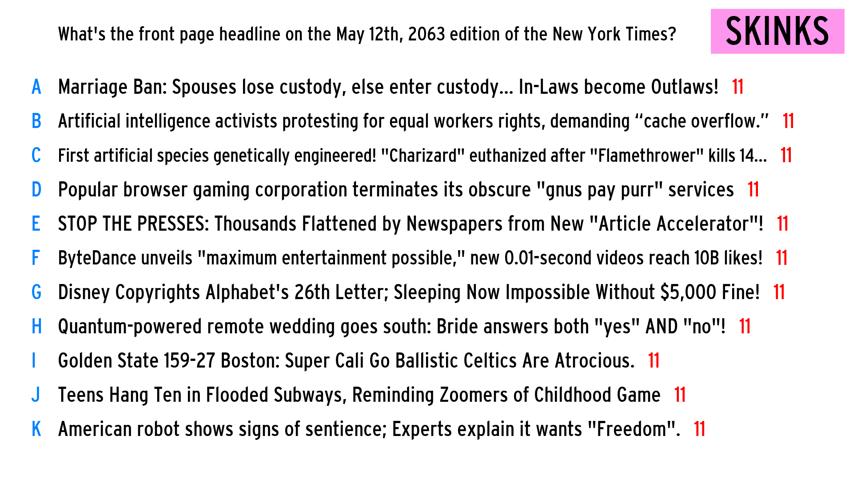 What's the front page headline on the May 12th, 2063 edition of the New York Times?
SKINKS
A Marriage Ban: Spouses lose custody, else enter custody... In-Laws become Outlaws! 11
B Artificial intelligence activists protesting for equal workers rights, demanding “cache overflow.” 11
C First artificial species genetically engineered! "Charizard" euthanized after "Flamethrower" kills 14... 11
D Popular browser gaming corporation terminates its obscure "gnus pay purr" services 11
E STOP THE PRESSES: Thousands Flattened by Newspapers from New "Article Accelerator"! 11
F ByteDance unveils "maximum entertainment possible," new 0.01-second videos reach 10B likes! 11
G Disney Copyrights Alphabet's 26th Letter; Sleeping Now Impossible Without $5,000 Fine! 11
H Quantum-powered remote wedding goes south: Bride answers both "yes" AND "no"! 11
I Golden State 159-27 Boston: Super Cali Go Ballistic Celtics Are Atrocious. 11
J Teens Hang Ten in Flooded Subways, Reminding Zoomers of Childhood Game 11
K American robot shows signs of sentience; Experts explain it wants "Freedom". 11